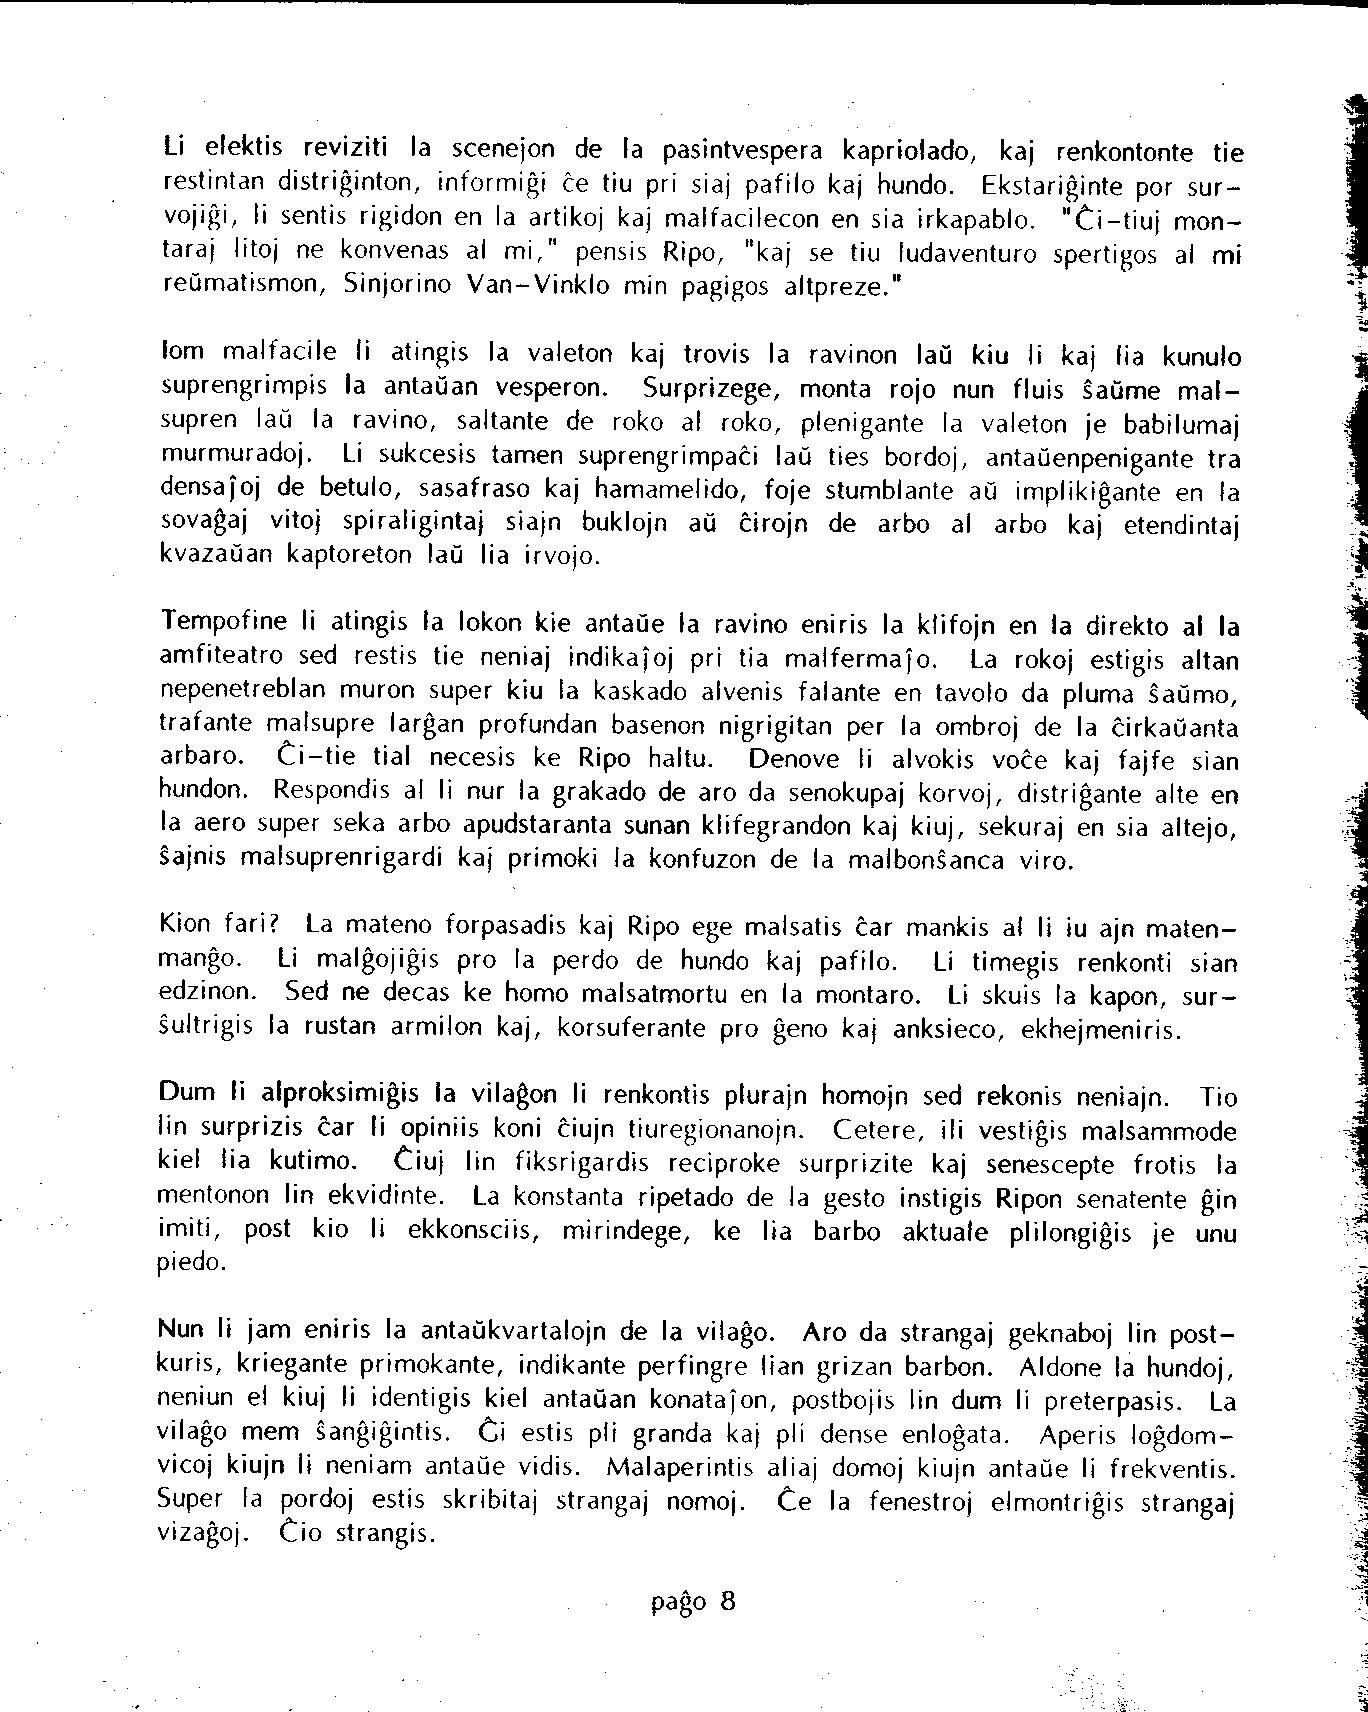 Li elektis reviziti la scenejon de la pasintvespera kapriolado, kaj renkontonte tie
restintan distriĝinton, informiĝi ĉe tiu pri siaj pafilo kaj hundo. Ekstariĝinte por sur-
vojiĝi, li sentis rigidon en la artikoj kaj malfacilecon en sia irkapablo. "Ĉi-tiuj mon-
taraj litoj ne konvenas al mi," pensis Ripo, "kaj se tiu ludaventuro spertigos al mi
reŭmatismon, Sinjorino Van-Vinklo min pagigos altpreze."
Iom malfacile li atingis la valeton kaj trovis la ravinon laŭ kiu li kaj lia kunulo
suprengrimpis la antaŭan vesperon. Surprizege, monta rojo nun fluis ŝaŭme mal-
supren laŭ la ravino, saltante de roko al roko, plenigante la valeton je babilumaj
murmuradoj. Li sukcesis tamen suprengrimpaĉi laŭ ties bordoj, antaŭenpenigante tra
densaĵoj de betulo, sasafraso kaj hamamelido, foje stumblante aŭ implikiĝante en la
sovaĝaj vitoj spiraligintaj siajn buklojn aŭ ĉirojn de arbo al arbo kaj etendintaj
kvazaŭan kaptoreton laŭ lia irvojo.
Tempofine li atingis la lokon kie antaŭe la ravino eniris la klifojn en la direkto al la
amfiteatro sed restis tie neniaj indikaĵoj pri tia malfermaĵo. La rokoj estigis altan
nepenetreblan muron super kiu la kaskado alvenis falante en tavolo da pluma ŝaŭmo,
trafante malsupre larĝan profundan basenon nigrigitan per la ombroj de la ĉirkaŭanta
arbaro. Ĉi-tie tial necesis ke Ripo haltu. Denove li alvokis voĉe kaj fajfe sian
hundon. Respondis al li nur la grakado de aro da senokupaj korvoj, distriĝante alte en
la aero super seka arbo apudstaranta sunan klifegrandon kaj kiuj, sekuraj en sia altejo,
ŝajnis malsuprenrigardi kaj primoki la konfuzon de la malbonŝanca viro.
Kion fari? La mateno forpasadis kaj Ripo ege malsatis ĉar mankis al li iu ajn maten-
manĝo. Li malĝojiĝis pro la perdo de hundo kaj pafilo. Li timegis renkonti sian
edzinon. Sed ne decas ke homo malsatmortu en la montaro. Li skuis la kapon, sur-
ŝultrigis la rustan armilon kaj, korsuferante pro ĝeno kaj anksieco, ekhejmeniris.
Dum li alproksimiĝis la vilaĝon li renkontis plurajn homojn sed rekonis neniajn. Tio
lin surprizis ĉar li opiniis koni ĉiujn tiuregionanojn. Cetere, ili vestiĝis malsammode
kiel lia kutimo. Ĉiuj lin fiksrigardis reciproke surprizite kaj senescepte frotis la
mentonon lin ekvidinte. La konstanta ripetado de la gesto instigis Ripon senatente ĝin
imiti, post kio li ekkonsciis, mirindege, ke lia barbo aktuale plilongiĝis je unu
piedo.
Nun li jam eniris la antaŭkvartalojn de la vilaĝo. Aro da strangaj geknaboj lin post-
kuris, kriegante primokante, indikante perfingre lian grizan barbon. Aldone la hundoj,
neniun el kiuj li identigis kiel antaŭan konataĵon, postbojis lin dum li preterpasis. La
vilaĝo mem ŝanĝiĝintis. Ĝi estis pli granda kaj pli dense enloĝata. Aperis loĝdom-
vicoj kiujn li neniam antaŭe vidis. Malaperintis aliaj domoj kiujn antaŭe li frekventis.
Super la pordoj estis skribitaj strangaj nomoj. Ĉe la fenestroj elmontriĝis strangaj
vizaĝoj. Ĉio strangis.
paĝo 8